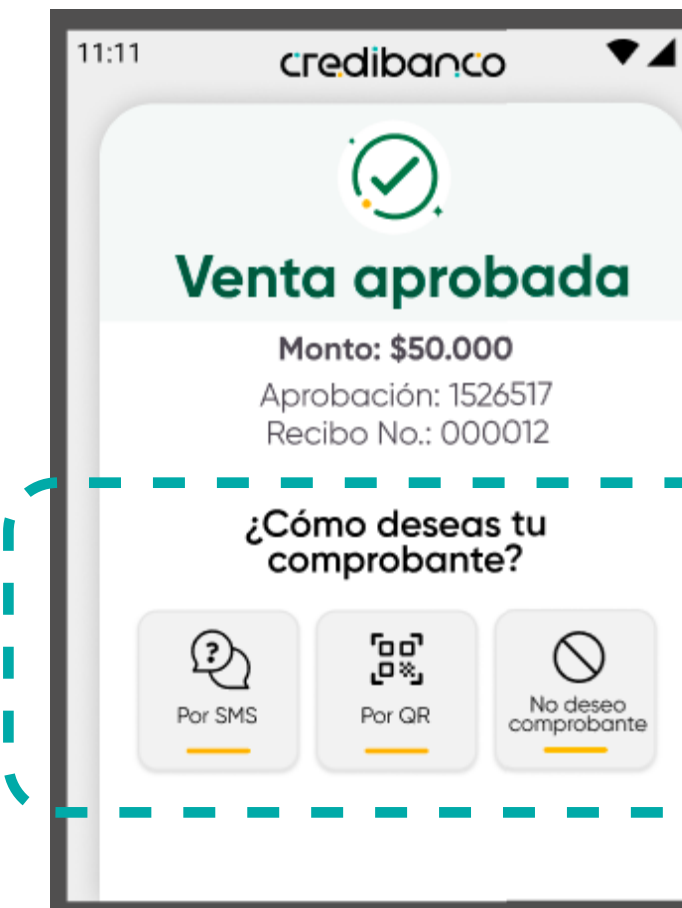 11:11
credibanco
Venta aprobada
Monto: $50.000
Aprobación: 1526517
Recibo No.: 000012
¿Cómo deseas tu
comprobante?
Por SMS
Por QR
No deseo
comprobante